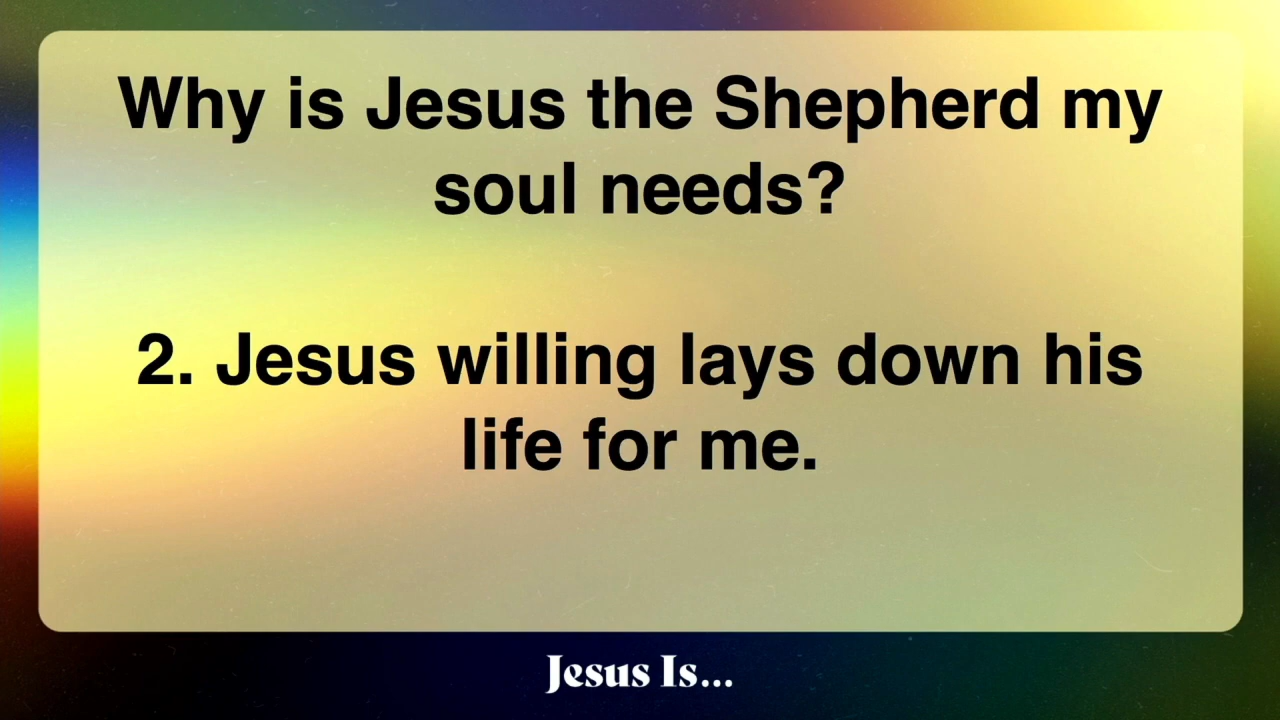 Why is Jesus the Shepherd my
soul needs?
2. Jesus willing lays down his
life for me.
Jesus Is...